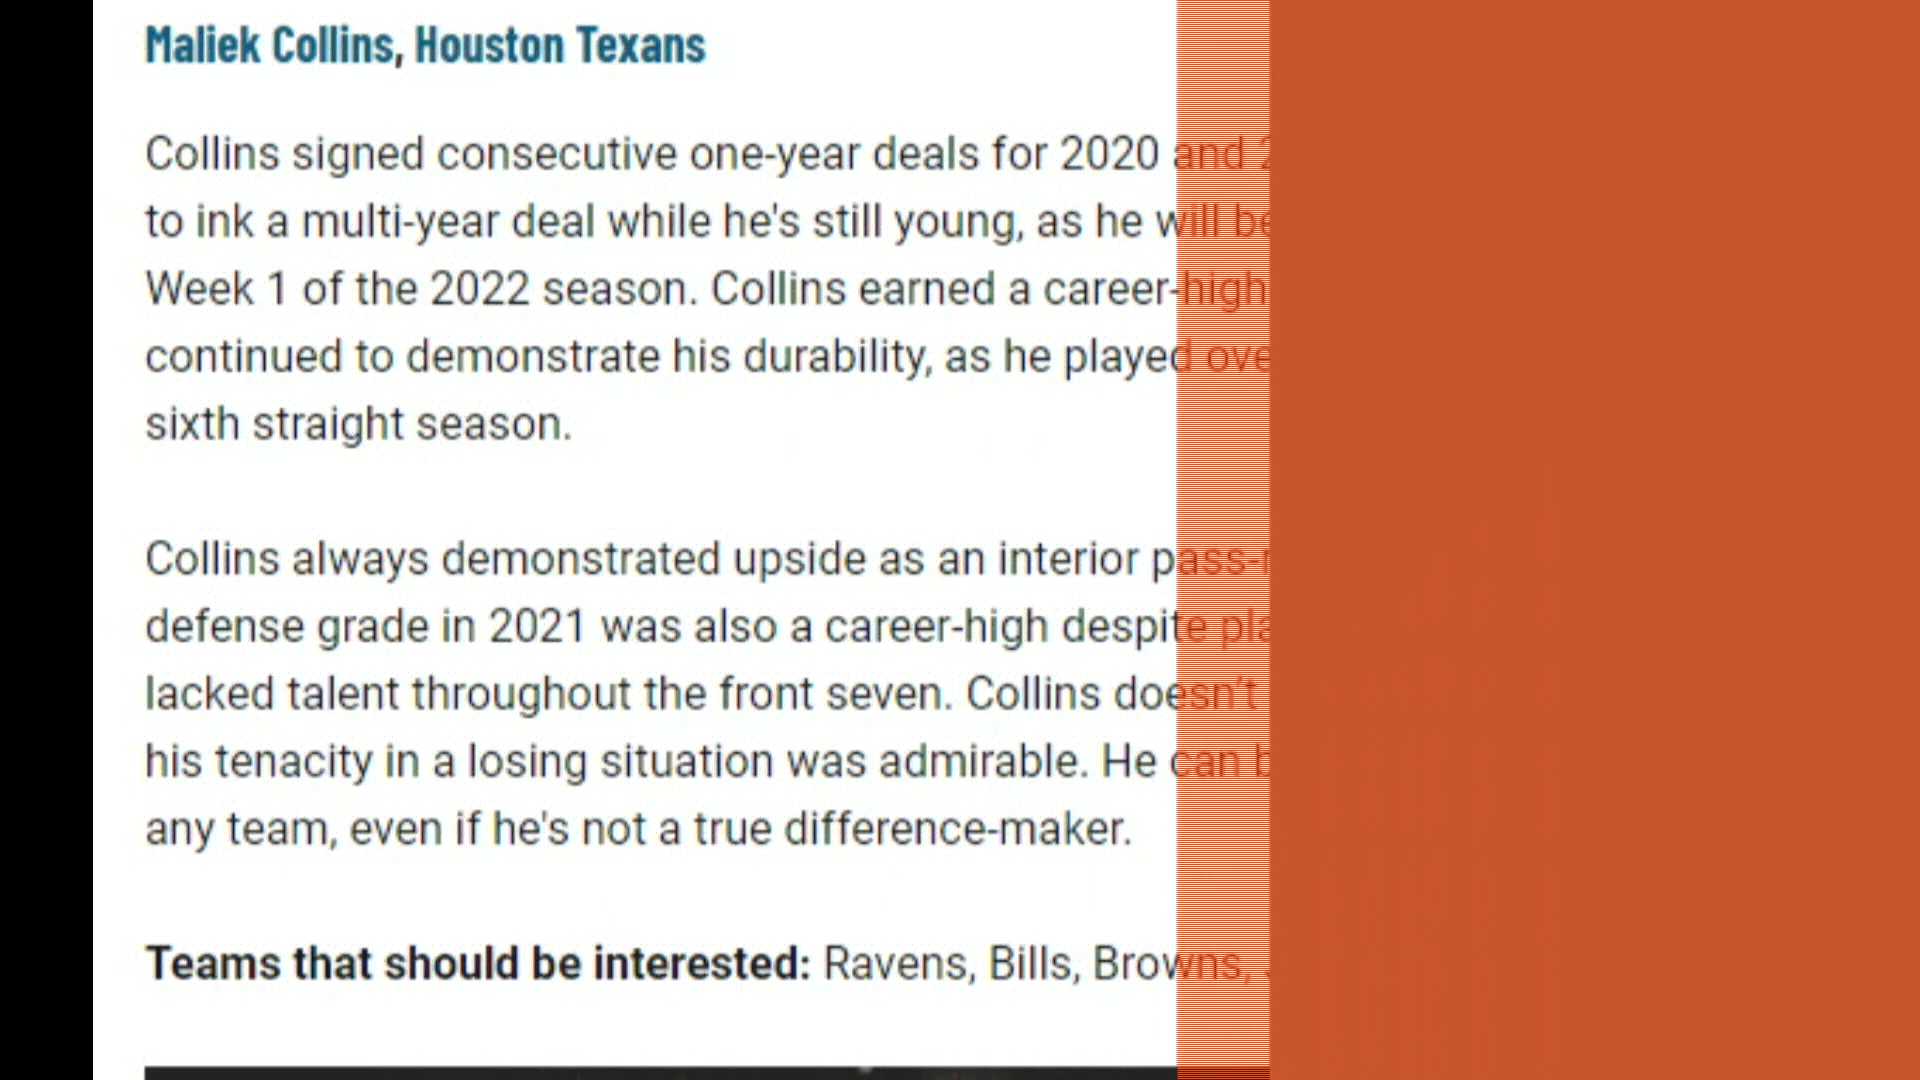 Maliek Collins, Houston Texans
Collins signed consecutive one-year deals for 2020 and
to ink a multi-year deal while he's still young, as he will be
Week 1 of the 2022 season. Collins earned a career-high
continued to demonstrate his durability, as he played
sixth straight season.
Collins always demonstrated upside as an interior pass-
defense grade in 2021 was also a career-high despite
lacked talent throughout the front seven. Collins doesn't
his tenacity in a losing situation was admirable. He can
any team, even if he's not a true difference-maker.
Teams that should be interested: Ravens, Bills, Browns,